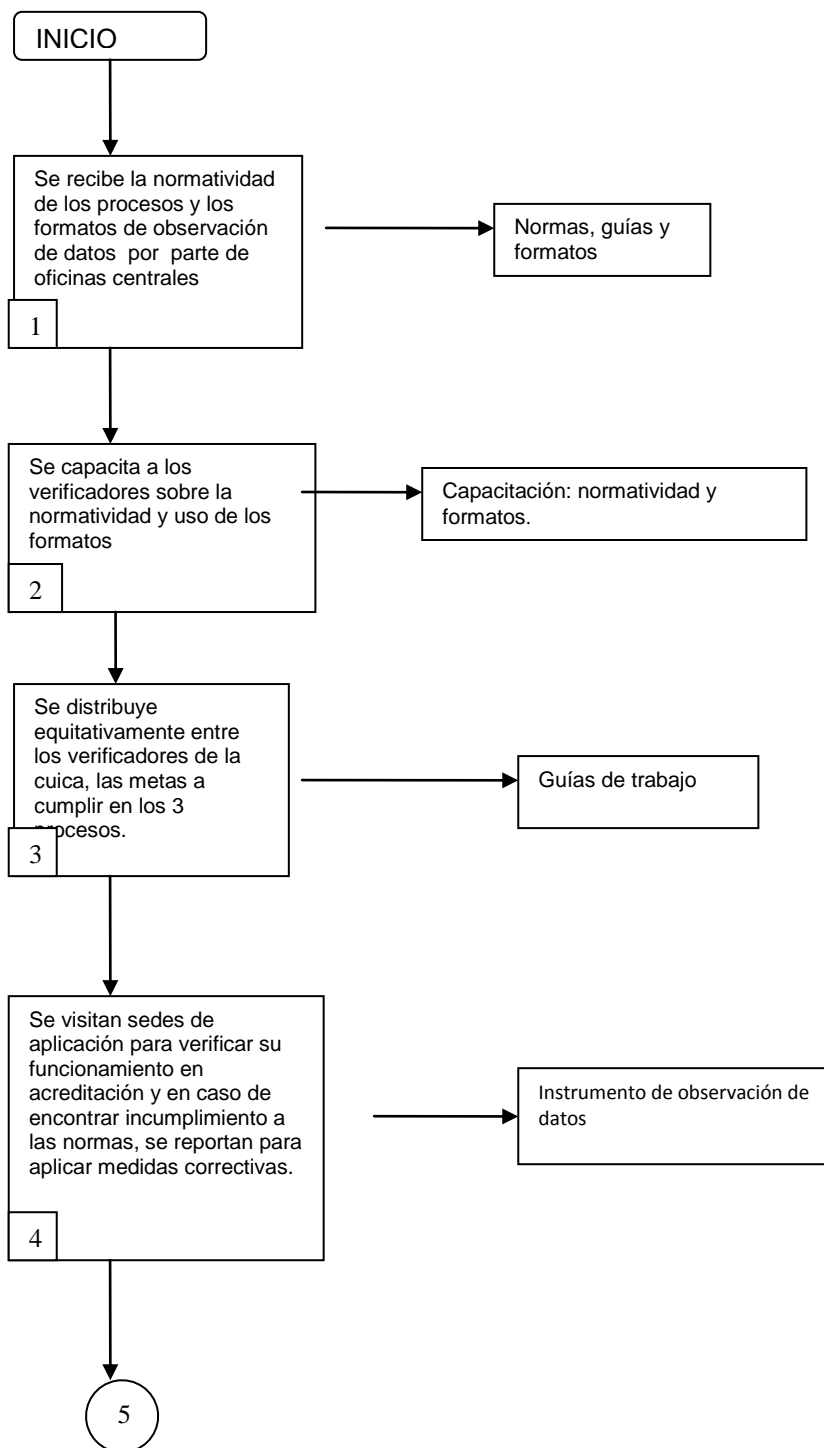 INICIO
Se recibe la normatividad
de los procesos y los
formatos de observación
de datos por parte de
oficinas centrales
1
Normas, guías y
formatos
Se capacita a los
verificadores sobre la
normatividad y uso de los
formatos
2
Capacitación: normatividad y
formatos.
Se distribuye
equitativamente entre
los verificadores de la
cuica, las metas a
cumplir en los 3
procesos.
3
Guías de trabajo
Se visitan sedes de
aplicación para verificar su
funcionamiento en
acreditación y en caso de
encontrar incumplimiento a
las normas, se reportan para
aplicar medidas correctivas.
4
Instrumento de observación de
datos
5